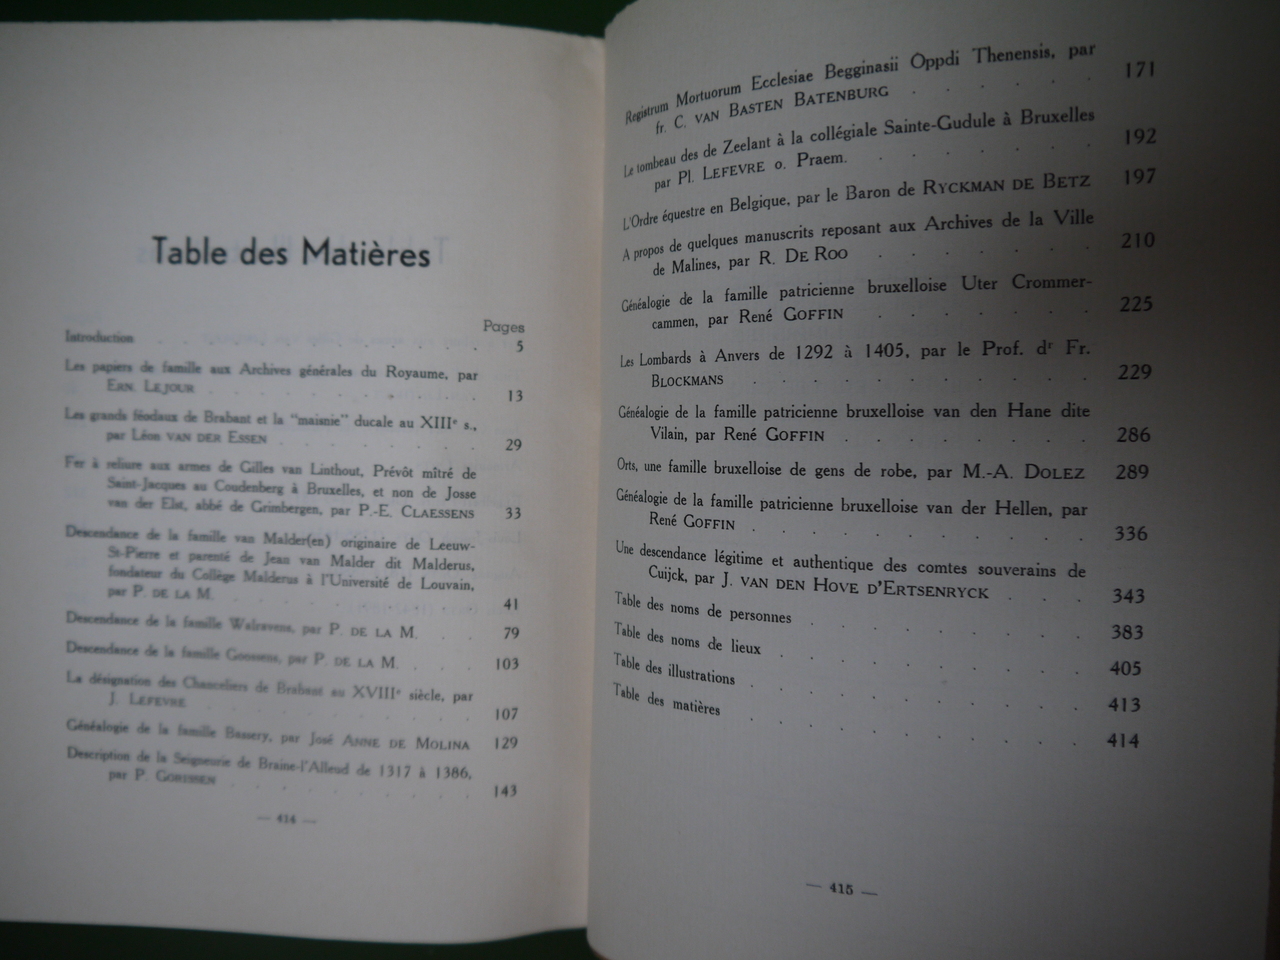 Table des Matières
Pages
Introduction . . . . . . . . . . . 5
Les papiers de famille aux Archives générales du Royaume, par
ERN. LEJOUR . . . . . . . . . . 13
Les grands féodaux de Brabant et la "maisnie" ducale au XIIIe s.,
par Léon VAN DER ESSEN . . . . . . . 29
Fer à reliure aux armes de Gilles van Linthout, Prévôt mîtré de
Saint-Jacques au Coudenberg à Bruxelles, et non de Josse
van der Elst, abbé de Grimbergen, par P.-E. CLAESSENS 33
Descendance de la famille van Malder(en) originaire de Leeuw-
St-Pierre et parenté de Jean van Malder dit Malderus,
fondateur du Collège Malderus à l'Université de Louvain,
par P. DE LA M. . . . . . . . . . 41
Descendance de la famille Walravens, par P. DE LA M. . . 79
Descendance de la famille Goossens, par P. DE LA M. . . . 103
La désignation des Chanceliers de Brabant au XVIIIe siècle, par
J. LEFEVRE . . . . . . . . . . 107
Généalogie de la famille Bassery, par José ANNE DE MOLINA 129
Description de la Seigneurie de Braine-l'Alleud de 1317 à 1386,
par P. GORISSEN . . . . . . . . . 143
— 414 —
Registrum Mortuorum Ecclesiae Begginasii Oppdi Thenensis, par
fr. C. VAN BASTEN BATENBURG . . . . . . 171
Le tombeau des de Zeelant à la collégiale Sainte-Gudule à Bruxelles
par Pl. LEFEVRE o. Praem. . . . . . . . 192
L'Ordre équestre en Belgique, par le Baron de RYCKMAN DE BETZ 197
A propos de quelques manuscrits reposant aux Archives de la Ville
de Malines, par R. DE ROO . . . . . . . 210
Généalogie de la famille patricienne bruxelloise Uter Crommer-
cammen, par René GOFFIN . . . . . . . 225
Les Lombards à Anvers de 1292 à 1405, par le Prof. dr Fr.
BLOCKMANS . . . . . . . . . . 229
Généalogie de la famille patricienne bruxelloise van den Hane dite
Vilain, par René GOFFIN . . . . . . . . 286
Orts, une famille bruxelloise de gens de robe, par M.-A. DOLEZ 289
Généalogie de la famille patricienne bruxelloise van der Hellen, par
René GOFFIN . . . . . . . . . . 336
Une descendance légitime et authentique des comtes souverains de
Cuijck, par J. VAN DEN HOVE D'ERTSENRYCK . . . 343
Table des noms de personnes . . . . . . . . 383
Table des noms de lieux . . . . . . . . . 405
Table des illustrations . . . . . . . . . . 413
Table des matières . . . . . . . . . . 414
— 415 —